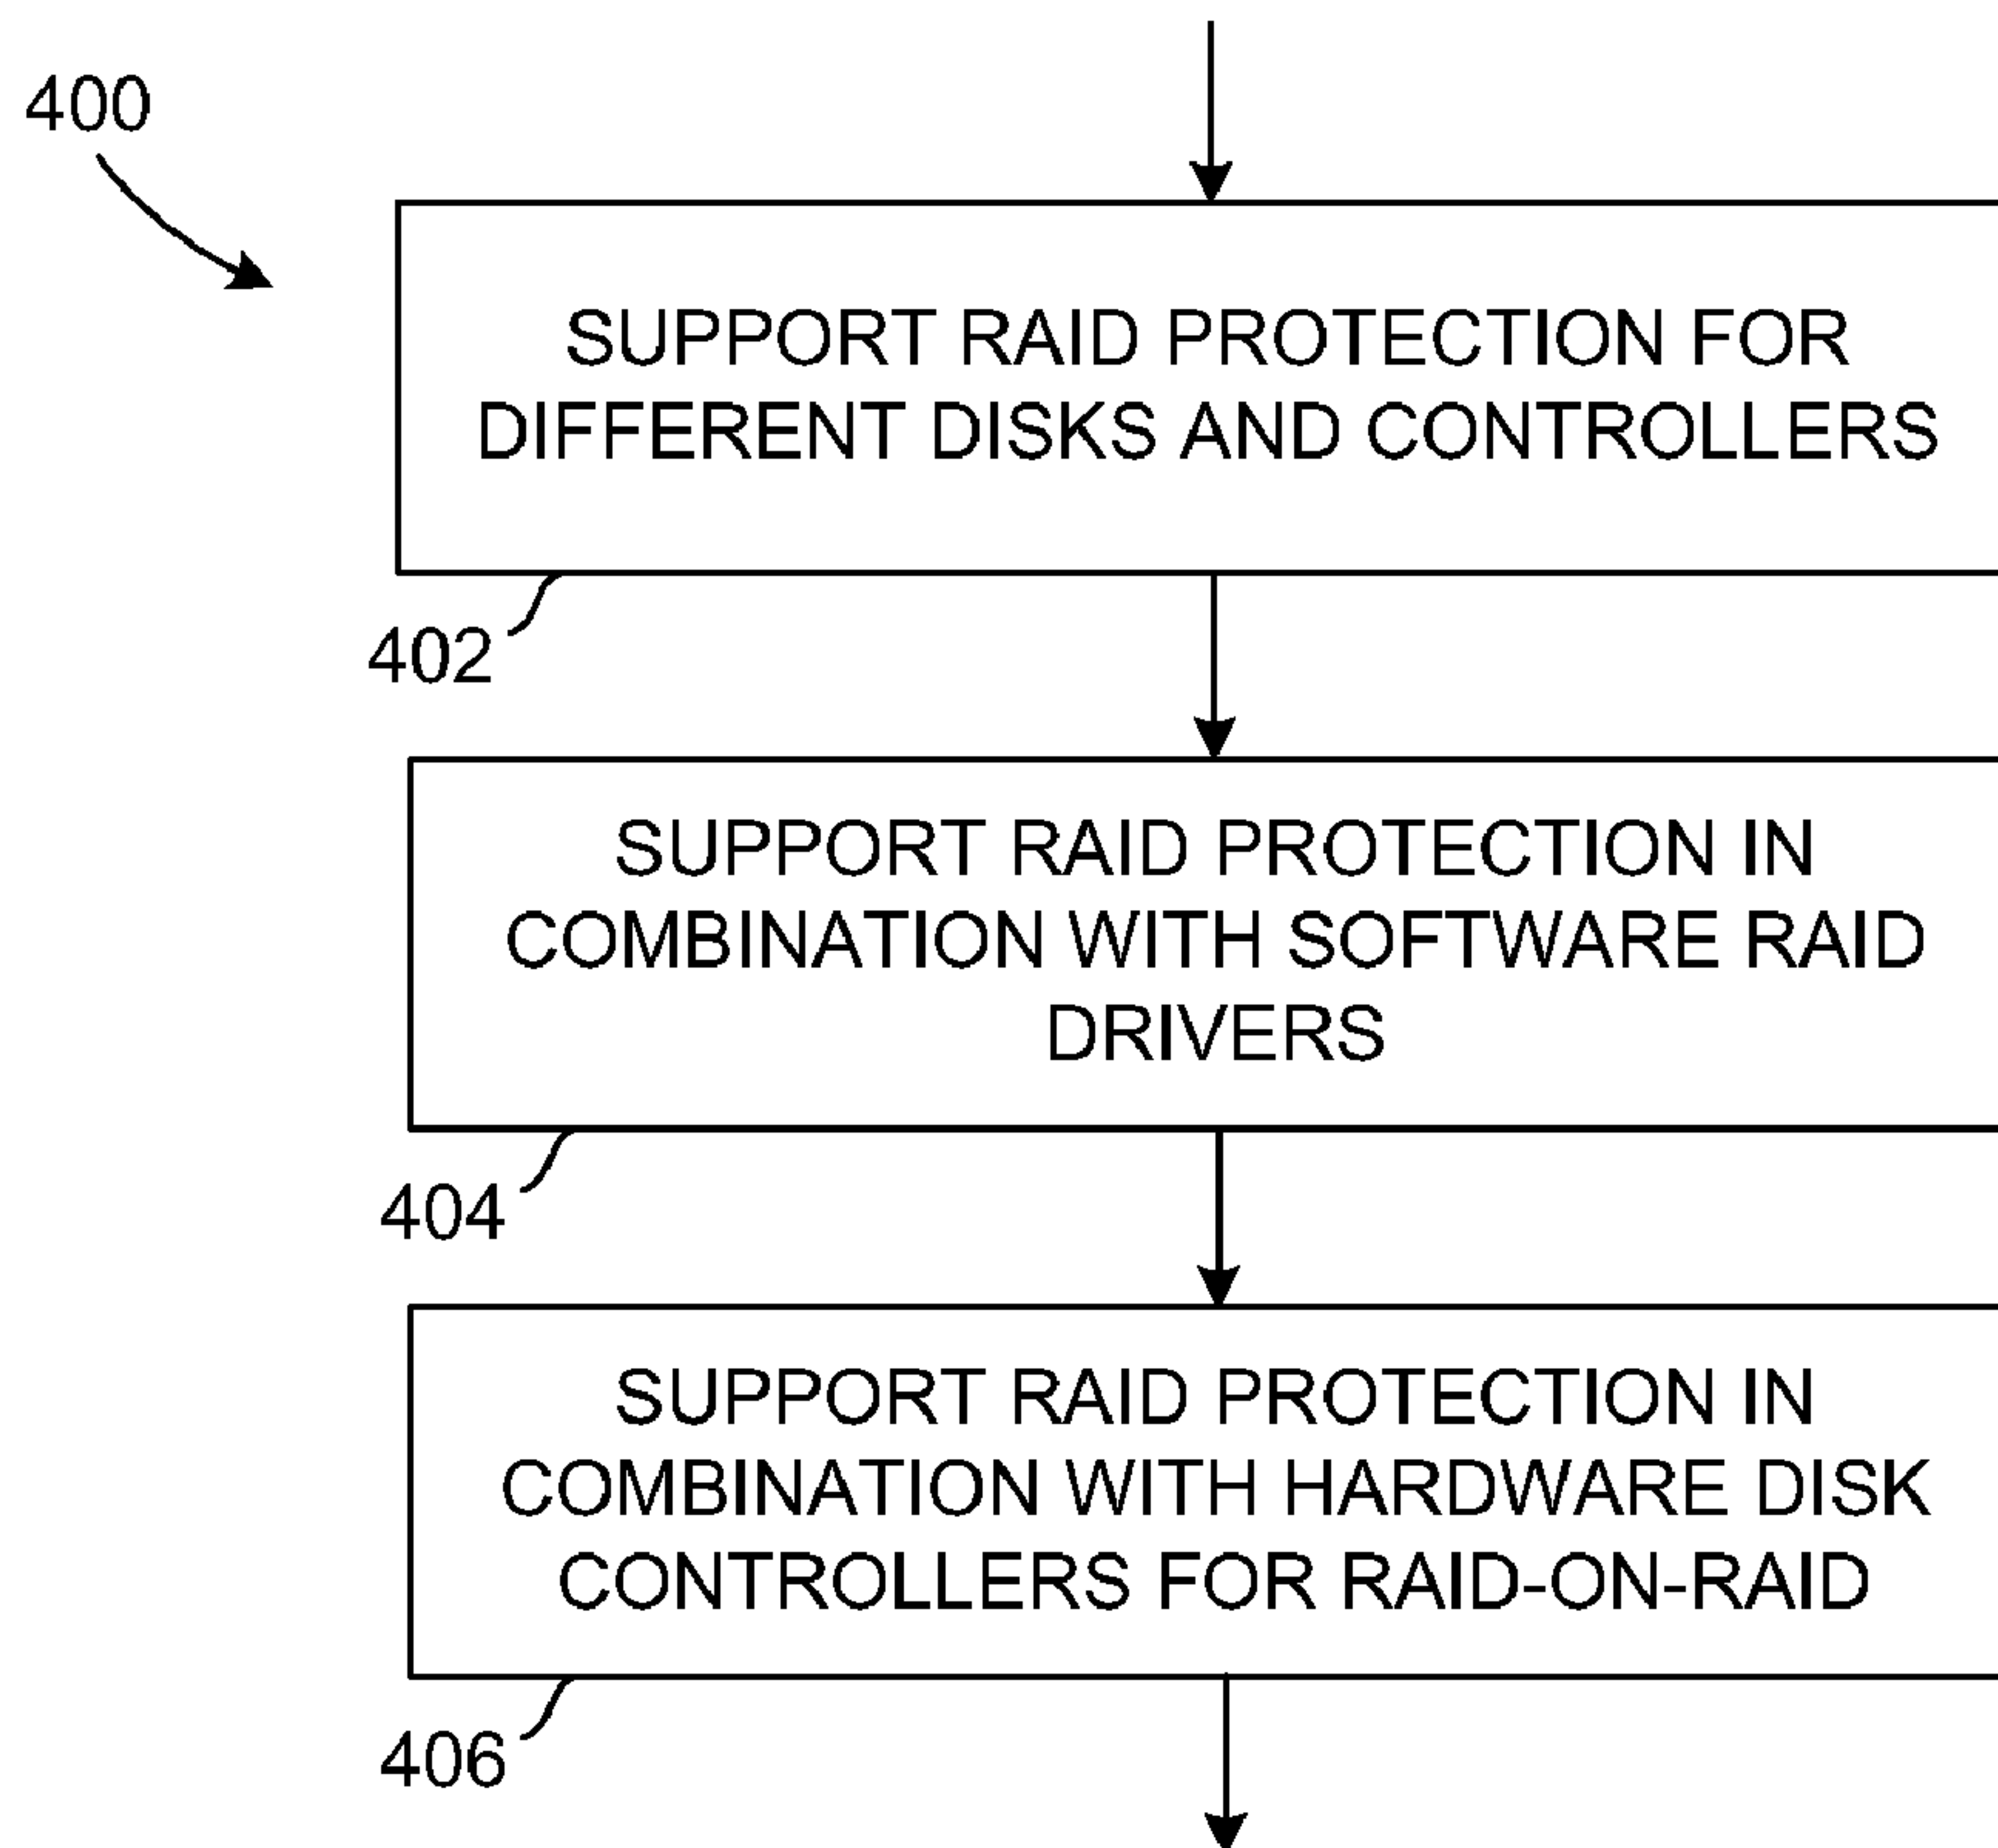 400
SUPPORT RAID PROTECTION FOR
DIFFERENT DISKS AND CONTROLLERS
402
SUPPORT RAID PROTECTION IN
COMBINATION WITH SOFTWARE RAID
DRIVERS
404
SUPPORT RAID PROTECTION IN
COMBINATION WITH HARDWARE DISK
CONTROLLERS FOR RAID-ON-RAID
406